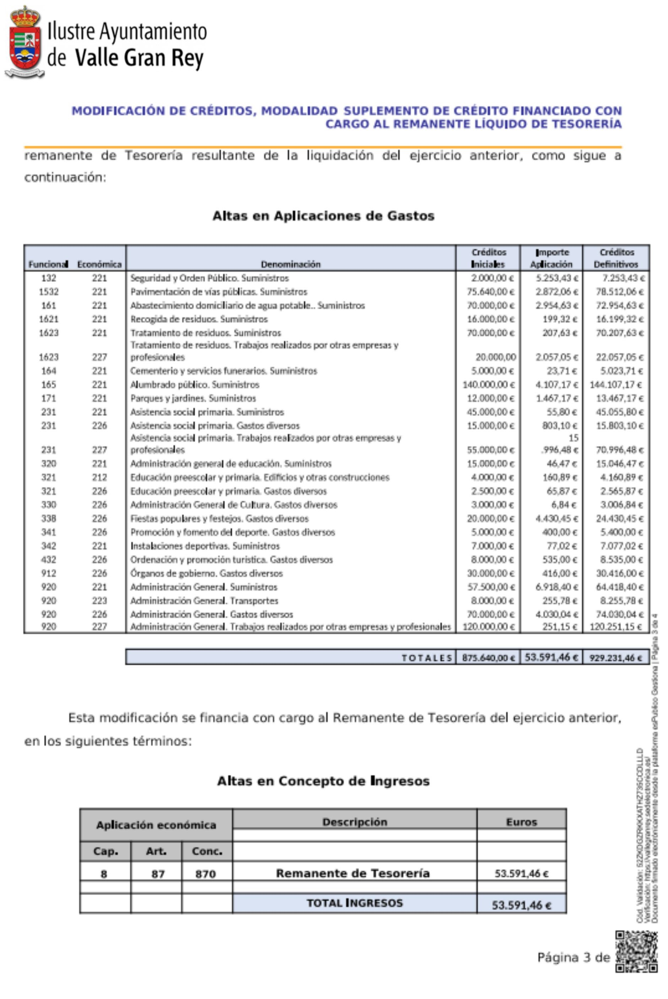 Ilustre Ayuntamiento
de Valle Gran Rey
MODIFICACIÓN DE CRÉDITOS, MODALIDAD SUPLEMENTO DE CRÉDITO FINANCIADO CON
CARGO AL REMANENTE LÍQUIDO DE TESORERÍA
remanente de Tesorería resultante de la liquidación del ejercicio anterior, como sigue a
continuación:
Altas en Aplicaciones de Gastos
Funcional Económica Denominación Créditos Iniciales Importe Aplicación Créditos Definitivos
132 221 Seguridad y Orden Público. Suministros 2.000,00 € 5.253,43 € 7.253,43 €
1532 221 Pavimentación de vías públicas. Suministros 75.640,00 € 2.872,06 € 78.512,06 €
161 221 Abastecimiento domiciliario de agua potable.. Suministros 70.000,00 € 2.954,63 € 72.954,63 €
1621 221 Recogida de residuos. Suministros 16.000,00 € 199,32 € 16.199,32 €
1623 221 Tratamiento de residuos. Suministros 70.000,00 € 207,63 € 70.207,63 €
Tratamiento de residuos. Trabajos realizados por otras empresas y
1623 227 profesionales 20.000,00 2.057,05 € 22.057,05 €
164 221 Cementerio y servicios funerarios. Suministros 5.000,00 € 23,71 € 5.023,71 €
165 221 Alumbrado público. Suministros 140.000,00 € 4.107,17 € 144.107,17 €
171 221 Parques y jardines. Suministros 12.000,00 € 1.467,17 € 13.467,17 €
231 221 Asistencia social primaria. Suministros 45.000,00 € 55,80 € 45.055,80 €
231 226 Asistencia social primaria. Gastos diversos 15.000,00 € 803,10 € 15.803,10 €
Asistencia social primaria. Trabajos realizados por otras empresas y 15
231 227 profesionales 55.000,00 € .996,48 € 70.996,48 €
320 221 Administración general de educación. Suministros 15.000,00 € 46,47 € 15.046,47 €
321 212 Educación preescolar y primaria. Edificios y otras construcciones 4.000,00 € 160,89 € 4.160,89 €
321 226 Educación preescolar y primaria. Gastos diversos 2.500,00 € 65,87 € 2.565,87 €
330 226 Administración General de Cultura. Gastos diversos 3.000,00 € 6,84 € 3.006,84 €
338 226 Fiestas populares y festejos. Gastos diversos 20.000,00 € 4.430,45 € 24.430,45 €
341 226 Promoción y fomento del deporte. Gastos diversos 5.000,00 € 400,00 € 5.400,00 €
342 221 Instalaciones deportivas. Suministros 7.000,00 € 77,02 € 7.077,02 €
432 226 Ordenación y promoción turística. Gastos diversos 8.000,00 € 535,00 € 8.535,00 €
912 226 Órganos de gobierno. Gastos diversos 30.000,00 € 416,00 € 30.416,00 €
920 221 Administración General. Suministros 57.500,00 € 6.918,40 € 64.418,40 €
920 223 Administración General. Transportes 8.000,00 € 255,78 € 8.255,78 €
920 226 Administración General. Gastos diversos 70.000,00 € 4.030,04 € 74.030,04 €
920 227 Administración General. Trabajos realizados por otras empresas y profesionales 120.000,00 € 251,15 € 120.251,15 €
TOTALES 875.640,00 € 53.591,46 € 929.231,46 €
Esta modificación se financia con cargo al Remanente de Tesorería del ejercicio anterior,
en los siguientes términos:
Altas en Concepto de Ingresos
Aplicación económica Descripción Euros
Cap. Art. Conc.
8 87 870 Remanente de Tesorería 53.591,46 €
TOTAL INGRESOS 53.591,46 €
Cód. Validación:
Verificación: https://vallegranrey.sedelectronica.es/
Documento firmado electrónicamente desde la plataforma esPublico Gestiona | Página 3 de 4
Página 3 de